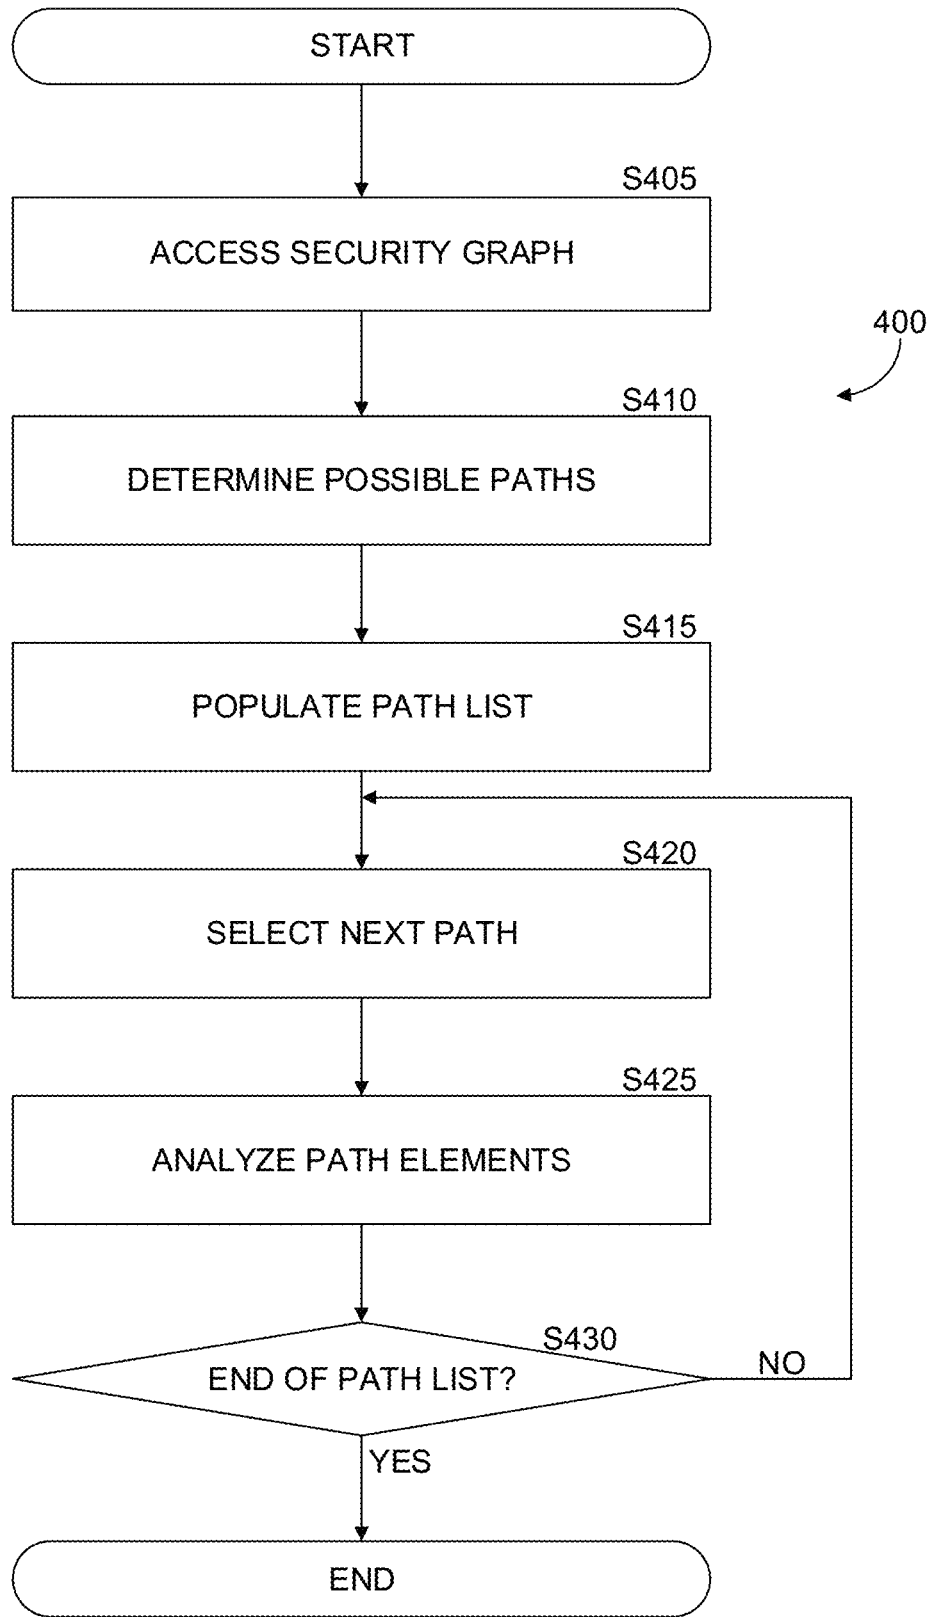 START
S405
ACCESS SECURITY GRAPH
400
S410
DETERMINE POSSIBLE PATHS
S415
POPULATE PATH LIST
S420
SELECT NEXT PATH
S425
ANALYZE PATH ELEMENTS
S430
END OF PATH LIST?
NO
YES
END